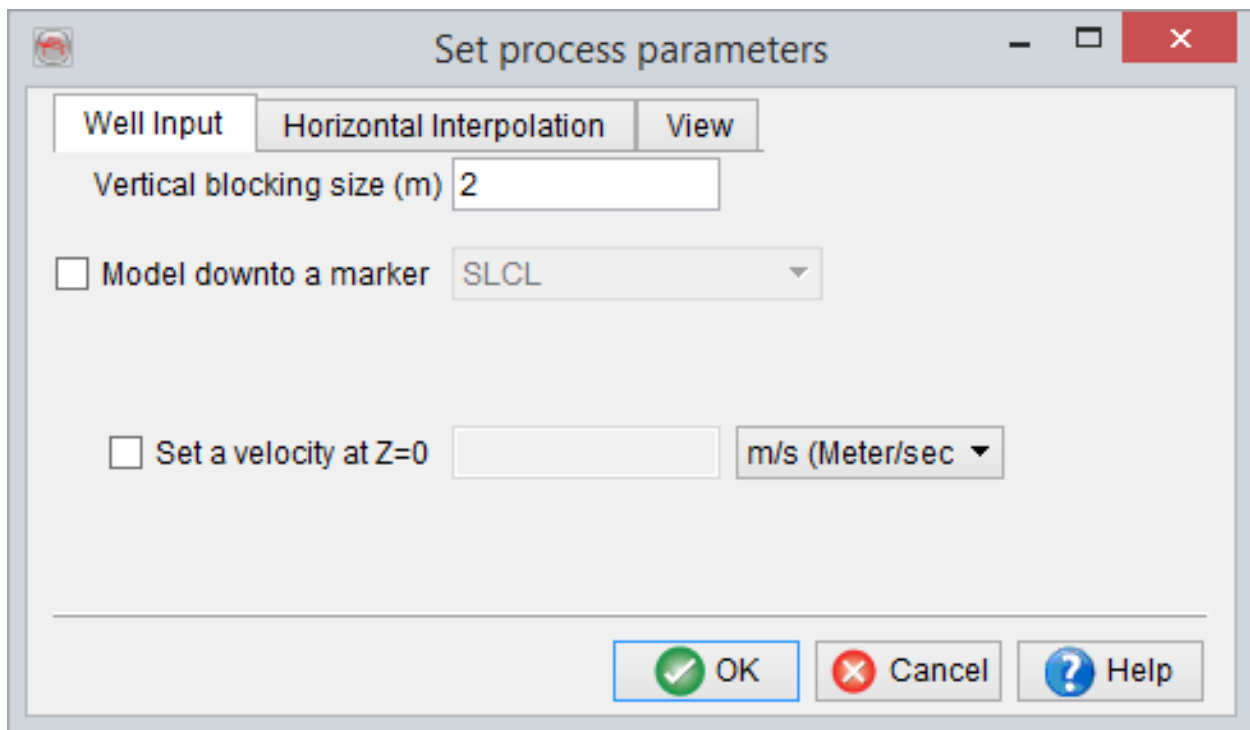 Set process parameters
Well Input Horizontal Interpolation View
Vertical blocking size (m) 2
Model downto a marker SLCL
Set a velocity at Z=0 m/s (Meter/sec
OK Cancel Help